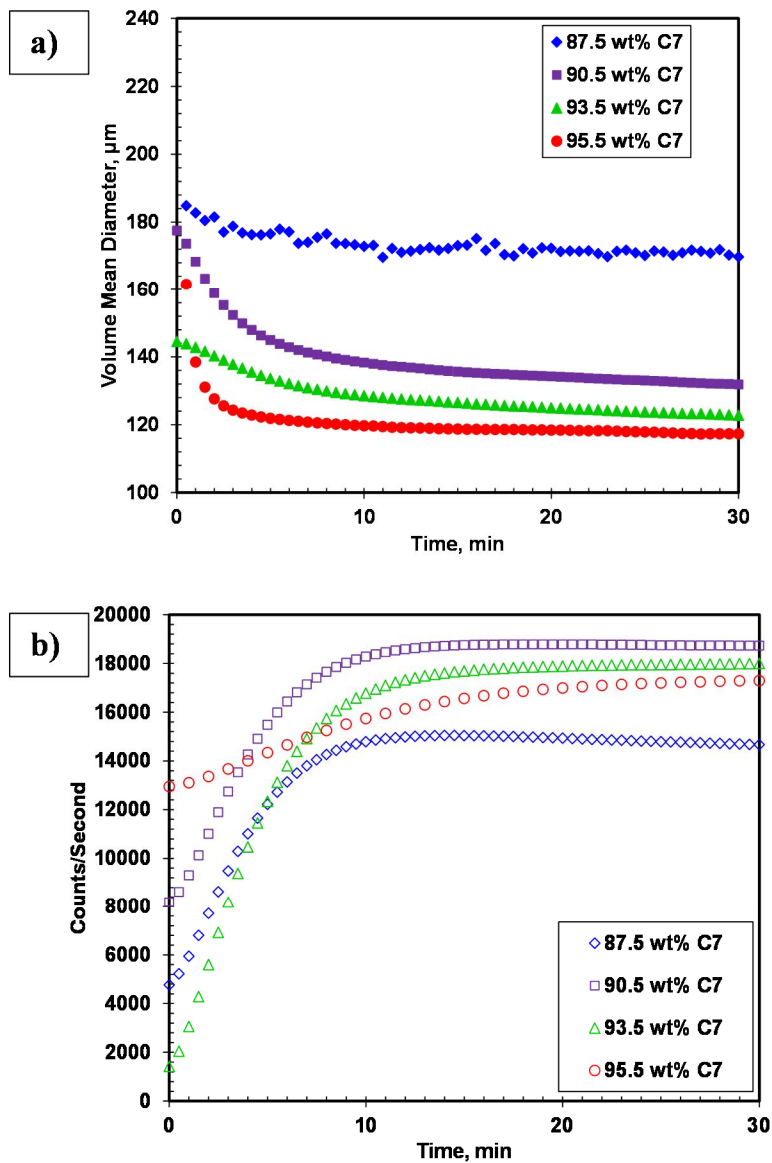 a)
240
220
200
180
160
140
120
100
Volume Mean Diameter, µm
87.5 wt% C7
90.5 wt% C7
93.5 wt% C7
95.5 wt% C7
0 10 20 30
Time, min
b)
20000
18000
16000
14000
12000
10000
8000
6000
4000
2000
0
Counts/Second
87.5 wt% C7
90.5 wt% C7
93.5 wt% C7
95.5 wt% C7
0 10 20 30
Time, min